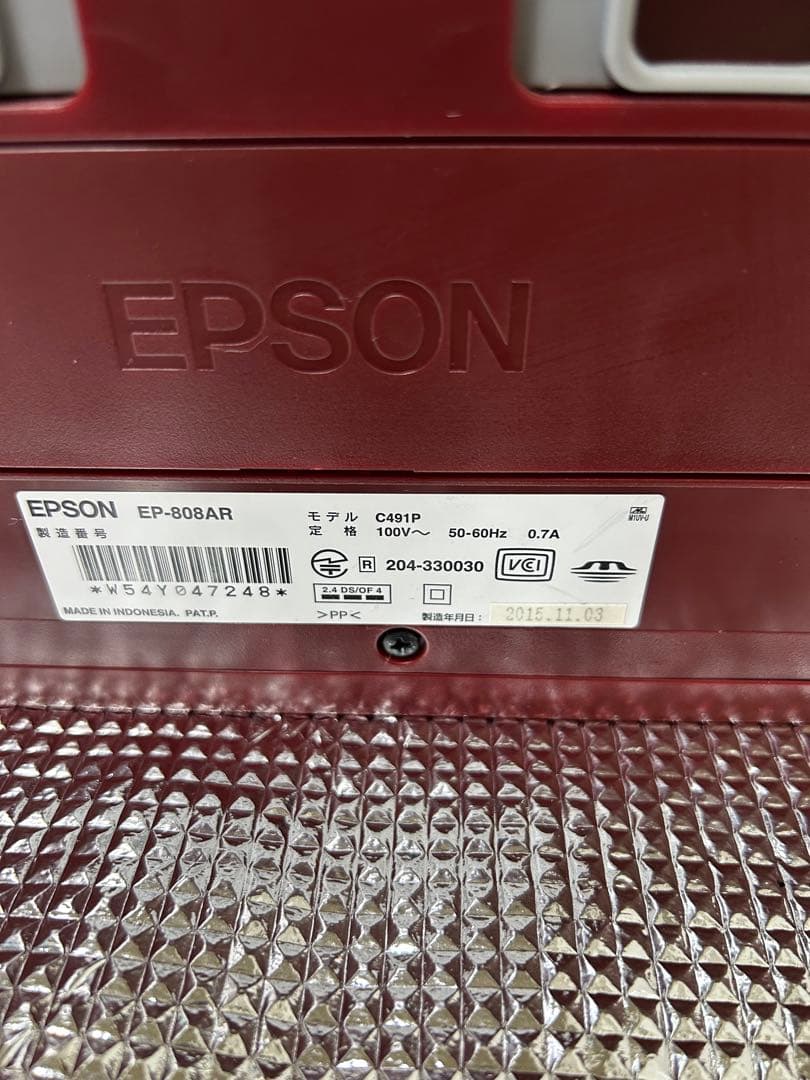 EPSON
EPSON EP-808AR
製造番号
*W54Y047248*
MADE IN INDONESIA. PAT.P.
モデル C491P
定格 100V～ 50-60Hz 0.7A
R 204-330030 VCI
2.4 DS/OF 4
>PP<
製造年月日： 2015.11.03
M1UV-U